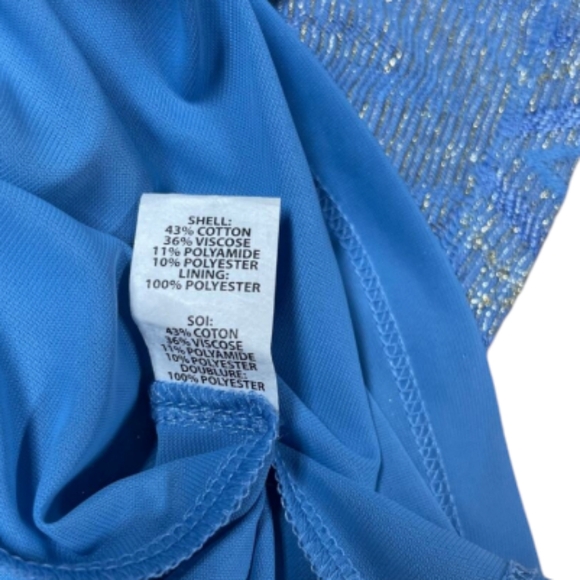 SHELL:
43% COTTON
36% VISCOSE
11% POLYAMIDE
10% POLYESTER
LINING:
100% POLYESTER
SOI:
43% COTON
36% VISCOSE
11% POLYAMIDE
10% POLYESTER
DOUBLURE:
100% POLYESTER